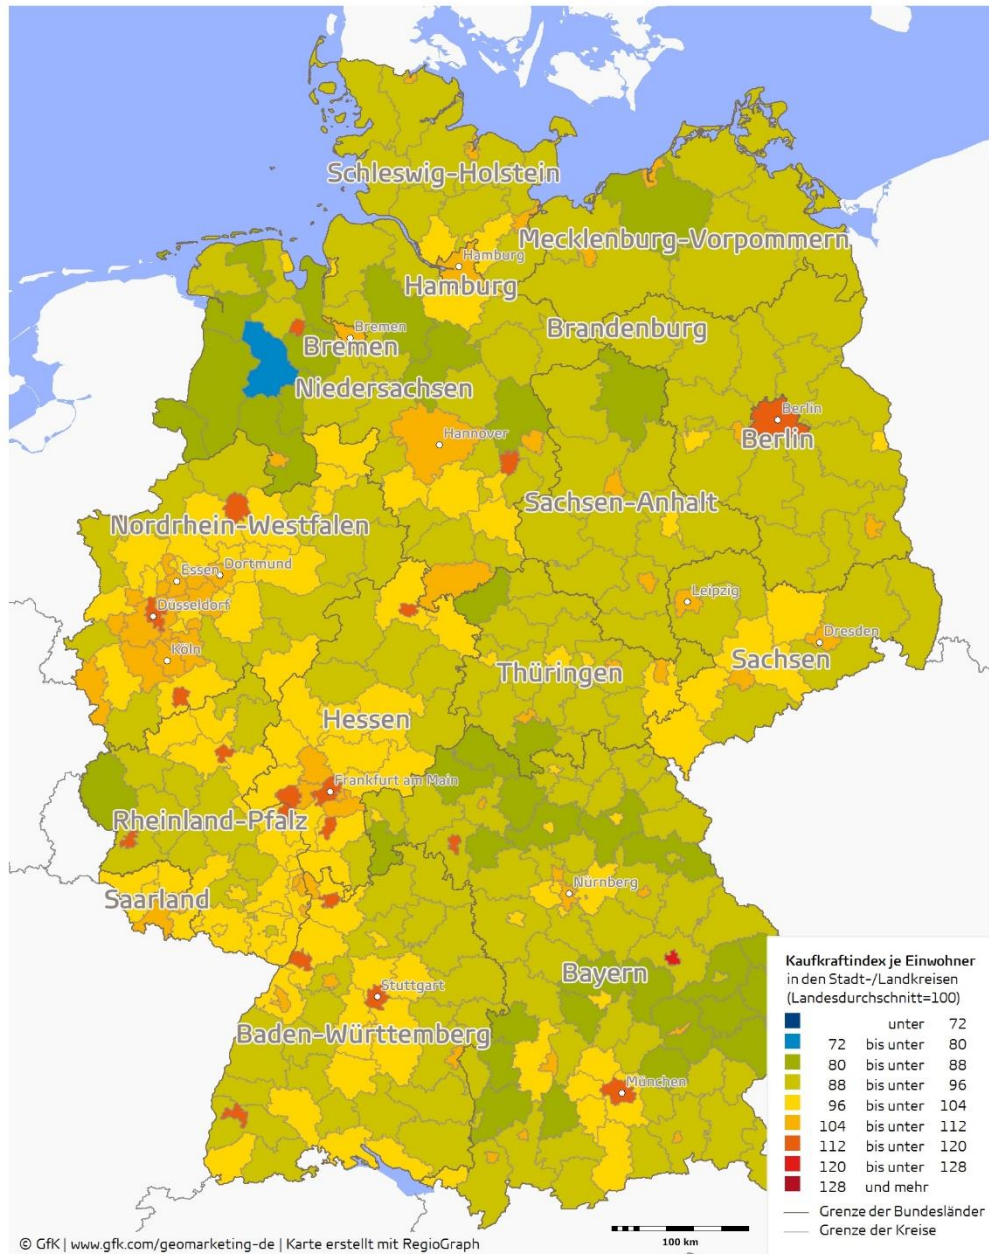 Schleswig-Holstein
Mecklenburg-Vorpommern
Hamburg
Hamburg
Brandenburg
Bremen
Bremen
Niedersachsen
Berlin
Berlin
Hannover
Sachsen-Anhalt
Nordrhein-Westfalen
Essen
Dortmund
Düsseldorf
Leipzig
Köln
Dresden
Sachsen
Thüringen
Hessen
Frankfurt am Main
Rheinland-Pfalz
Saarland
Nürnberg
Bayern
Stuttgart
Baden-Württemberg
München
Kaufkraftindex je Einwohner
in den Stadt-/Landkreisen
(Landesdurchschnitt=100)
unter 72
72 bis unter 80
80 bis unter 88
88 bis unter 96
96 bis unter 104
104 bis unter 112
112 bis unter 120
120 bis unter 128
128 und mehr
Grenze der Bundesländer
Grenze der Kreise
100 km
© GfK | www.gfk.com/geomarketing-de | Karte erstellt mit RegioGraph